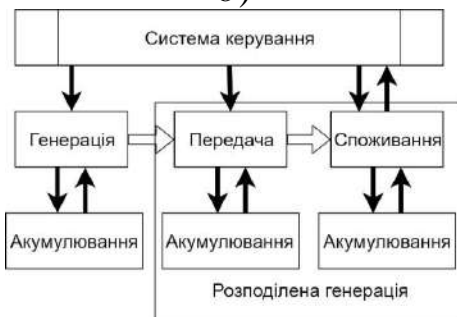 Система керування
Генерація
Передача
Споживання
Акумулювання
Акумулювання
Акумулювання
Розподілена генерація